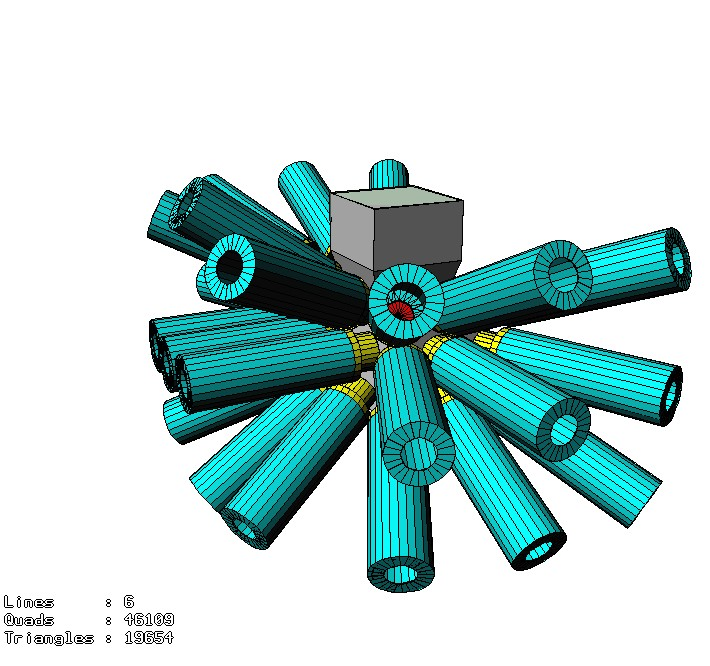 Lines : 6
Quads : 46109
Triangles : 19654